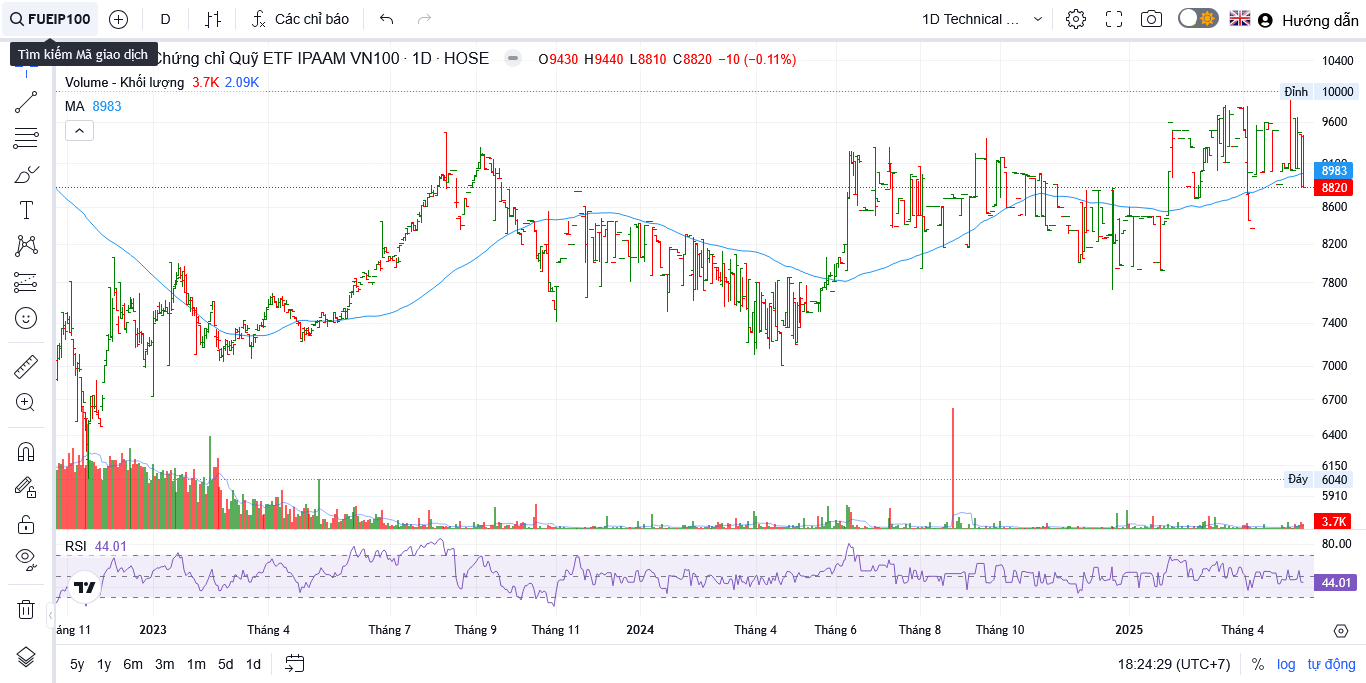 FUEIP100 D Các chỉ báo 1D Technical ... Hướng dẫn
Tìm kiếm Mã giao dịch
Chứng chỉ Quỹ ETF IPAAM VN100 · 1D · HOSE O9430 H9440 L8810 C8820 −10 (−0.11%)
Volume - Khối lượng 3.7K 2.09K
MA 8983
10400
Đỉnh 10000
9600
8983
8820
8600
8200
7800
7400
7000
6700
6400
6150
Đáy 6040
5910
3.7K
RSI 44.01
80.00
44.01
áng 11 2023 Tháng 4 Tháng 7 Tháng 9 Tháng 11 2024 Tháng 4 Tháng 6 Tháng 8 Tháng 10 2025 Tháng 4
5y 1y 6m 3m 1m 5d 1d 18:24:29 (UTC+7) % log tự động